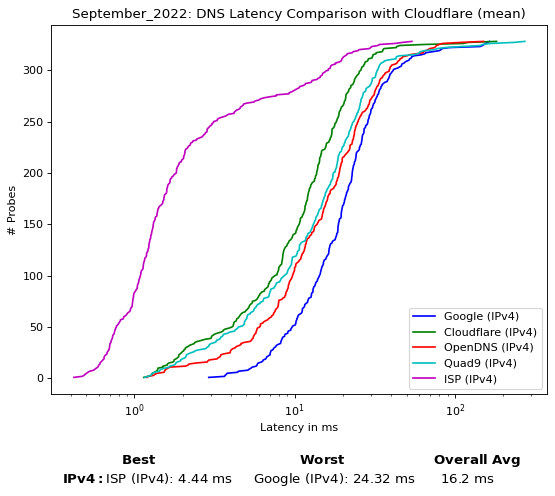 September_2022: DNS Latency Comparison with Cloudflare (mean)
# Probes
300
250
200
150
100
50
0
Google (IPv4)
Cloudflare (IPv4)
OpenDNS (IPv4)
Quad9 (IPv4)
ISP (IPv4)
10⁰ 10¹ 10²
Latency in ms
Best Worst Overall Avg
IPv4: ISP (IPv4): 4.44 ms Google (IPv4): 24.32 ms 16.2 ms